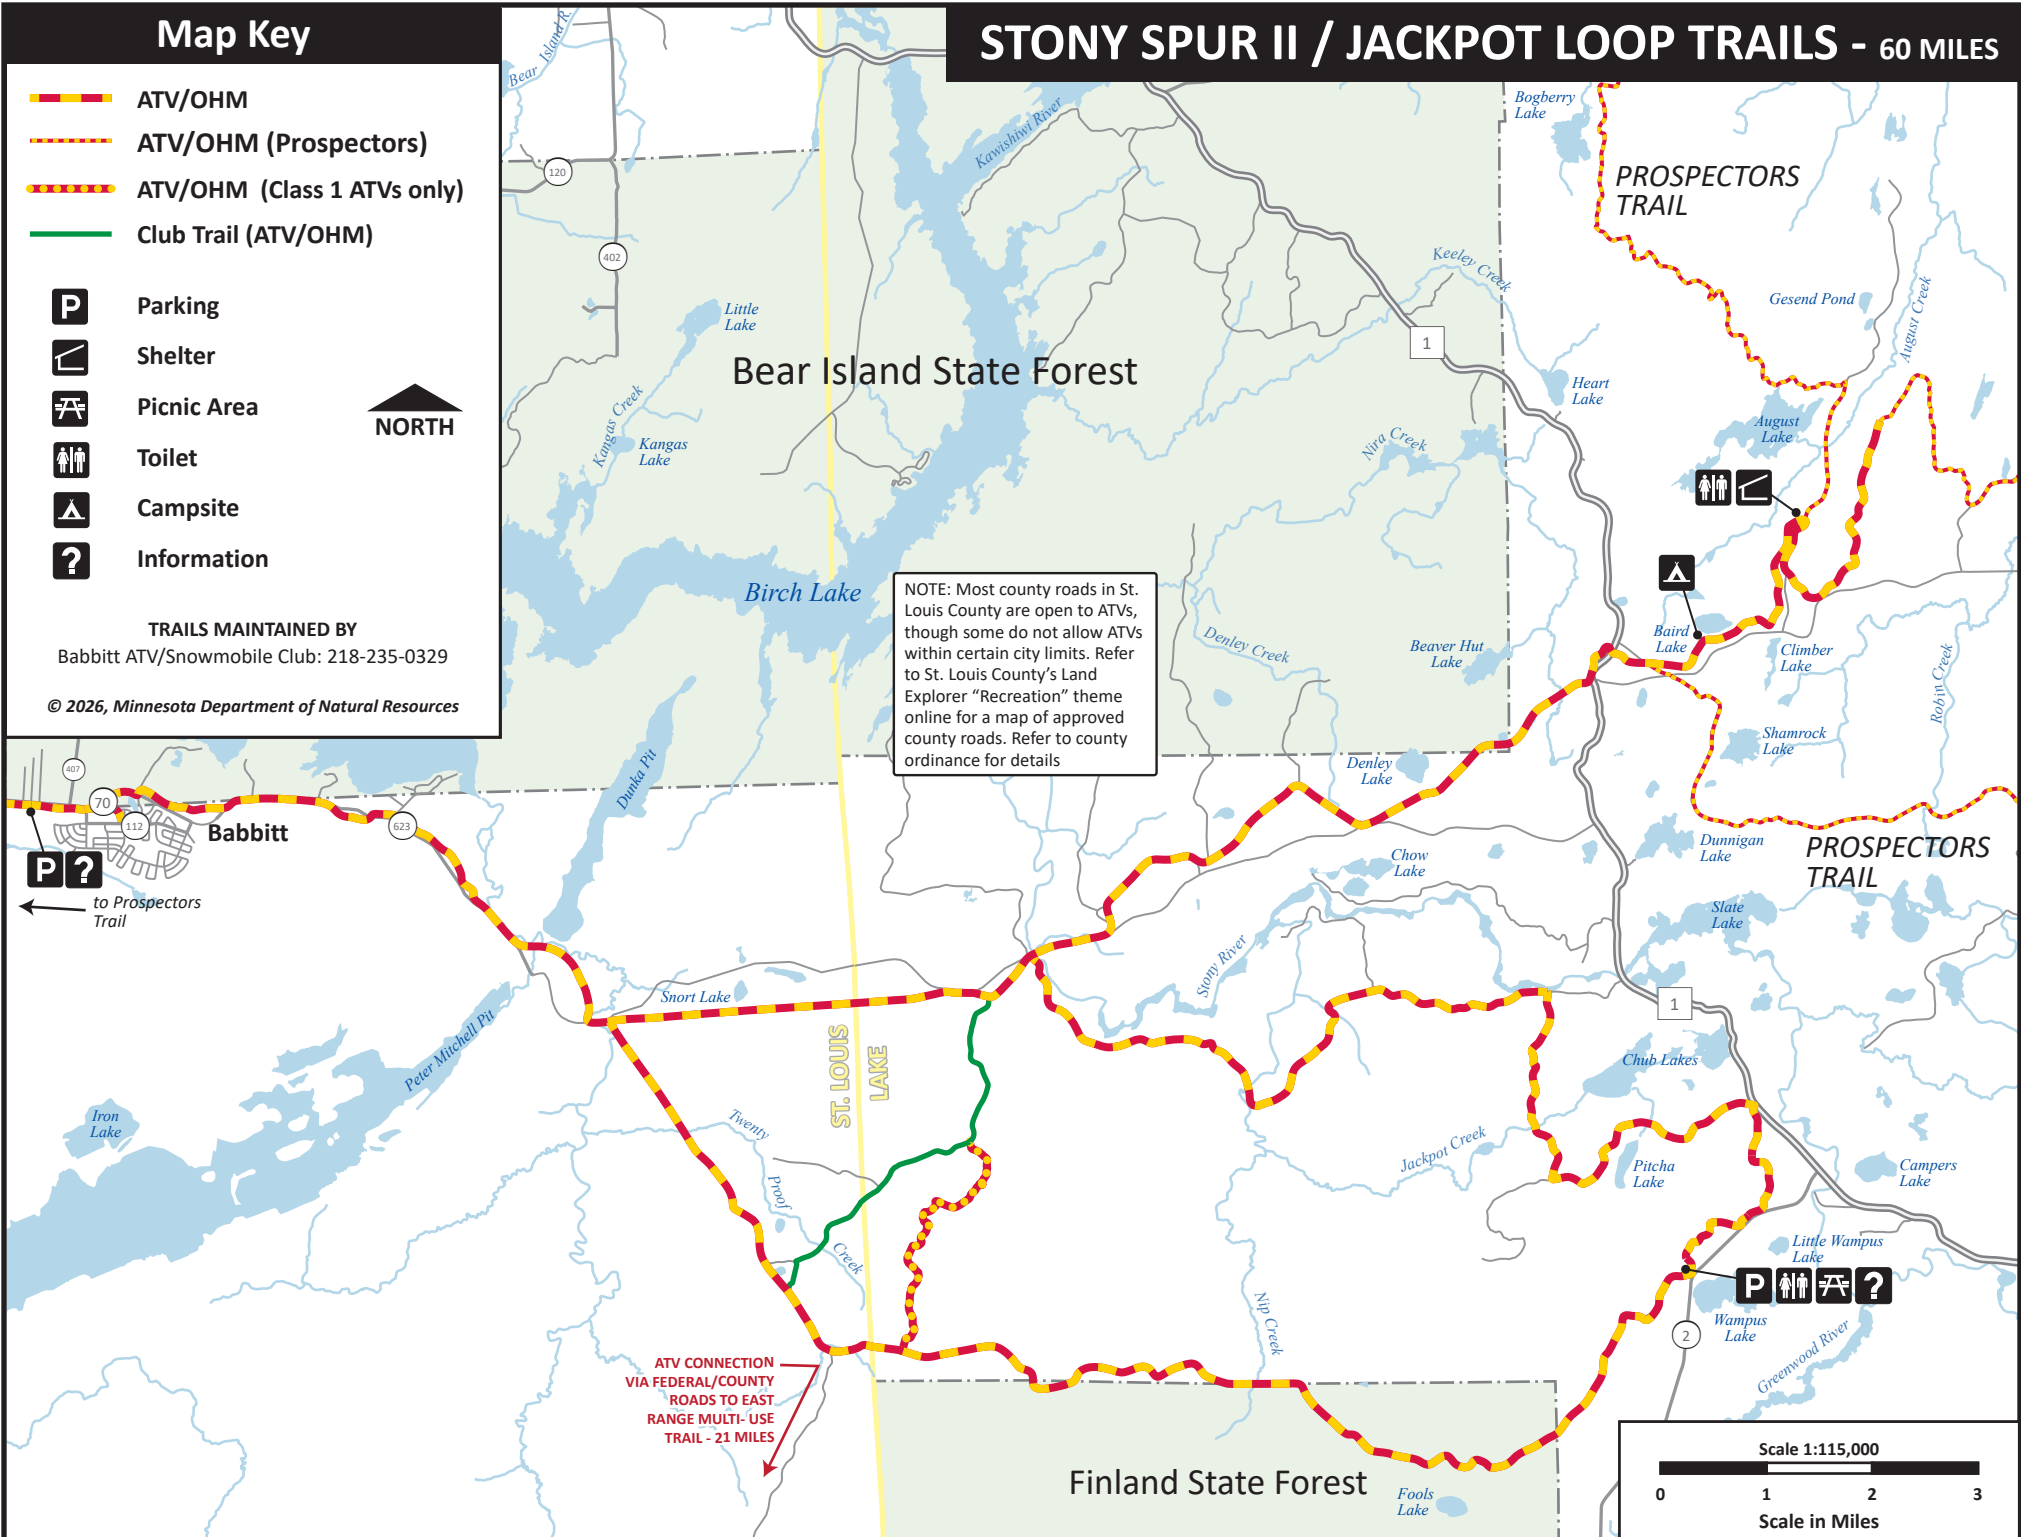 Map Key
ATV/OHM
ATV/OHM (Prospectors)
ATV/OHM  (Class 1 ATVs only)
Club Trail (ATV/OHM)
P
Parking
Shelter
Picnic Area
Toilet
Campsite
?
Information
NORTH
TRAILS MAINTAINED BY
Babbitt ATV/Snowmobile Club: 218-235-0329
© 2026, Minnesota Department of Natural Resources
STONY SPUR II / JACKPOT LOOP TRAILS - 60 MILES
Bear Island R.
Kawishiwi River
Bogberry
Lake
PROSPECTORS
TRAIL
120
402
Keeley Creek
Gesend Pond
August Creek
Little
Lake
1
Bear Island State Forest
Heart
Lake
Kangas Creek
Kangas
Lake
Nira Creek
August
Lake
Birch Lake
NOTE: Most county roads in St.
Louis County are open to ATVs,
though some do not allow ATVs
within certain city limits. Refer
to St. Louis County's Land
Explorer “Recreation” theme
online for a map of approved
county roads. Refer to county
ordinance for details
Denley Creek
Beaver Hut
Lake
Baird
Lake
Climber
Lake
Robin Creek
Shamrock
Lake
Dunka Pit
Denley
Lake
407
70
112
Babbitt
623
P ?
to Prospectors
Trail
Chow
Lake
Dunnigan
Lake
PROSPECTORS
TRAIL
Slate
Lake
Stony River
Snort Lake
1
Peter Mitchell Pit
ST. LOUIS
LAKE
Chub Lakes
Iron
Lake
Twenty
Proof
Creek
Jackpot Creek
Pitcha
Lake
Campers
Lake
Little Wampus
Lake
P ?
Wampus
Lake
Nip Creek
2
Greenwood River
ATV CONNECTION
VIA FEDERAL/COUNTY
ROADS TO EAST
RANGE MULTI- USE
TRAIL - 21 MILES
Finland State Forest
Fools
Lake
Scale 1:115,000
0 1 2 3
Scale in Miles